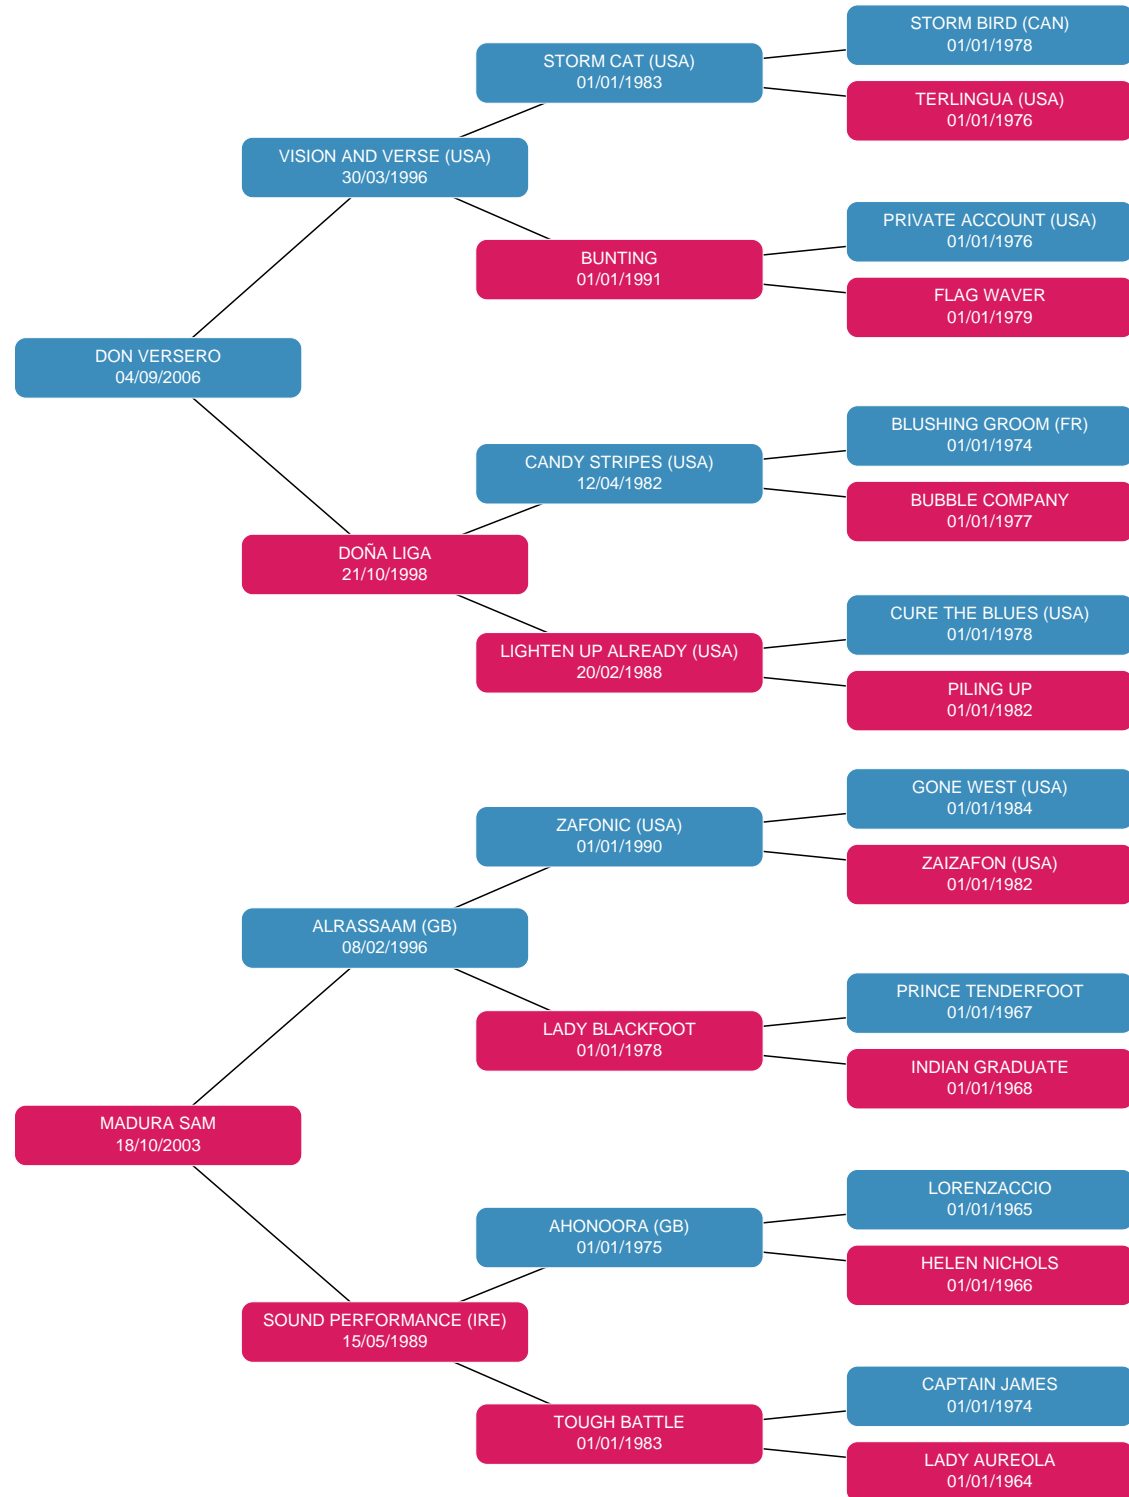 STORM BIRD (CAN)
01/01/1978
STORM CAT (USA)
01/01/1983
TERLINGUA (USA)
01/01/1976
VISION AND VERSE (USA)
30/03/1996
PRIVATE ACCOUNT (USA)
01/01/1976
BUNTING
01/01/1991
FLAG WAVER
01/01/1979
DON VERSERO
04/09/2006
BLUSHING GROOM (FR)
01/01/1974
CANDY STRIPES (USA)
12/04/1982
BUBBLE COMPANY
01/01/1977
DOÑA LIGA
21/10/1998
CURE THE BLUES (USA)
01/01/1978
LIGHTEN UP ALREADY (USA)
20/02/1988
PILING UP
01/01/1982
GONE WEST (USA)
01/01/1984
ZAFONIC (USA)
01/01/1990
ZAIZAFON (USA)
01/01/1982
ALRASSAAM (GB)
08/02/1996
PRINCE TENDERFOOT
01/01/1967
LADY BLACKFOOT
01/01/1978
INDIAN GRADUATE
01/01/1968
MADURA SAM
18/10/2003
LORENZACCIO
01/01/1965
AHONOORA (GB)
01/01/1975
HELEN NICHOLS
01/01/1966
SOUND PERFORMANCE (IRE)
15/05/1989
CAPTAIN JAMES
01/01/1974
TOUGH BATTLE
01/01/1983
LADY AUREOLA
01/01/1964